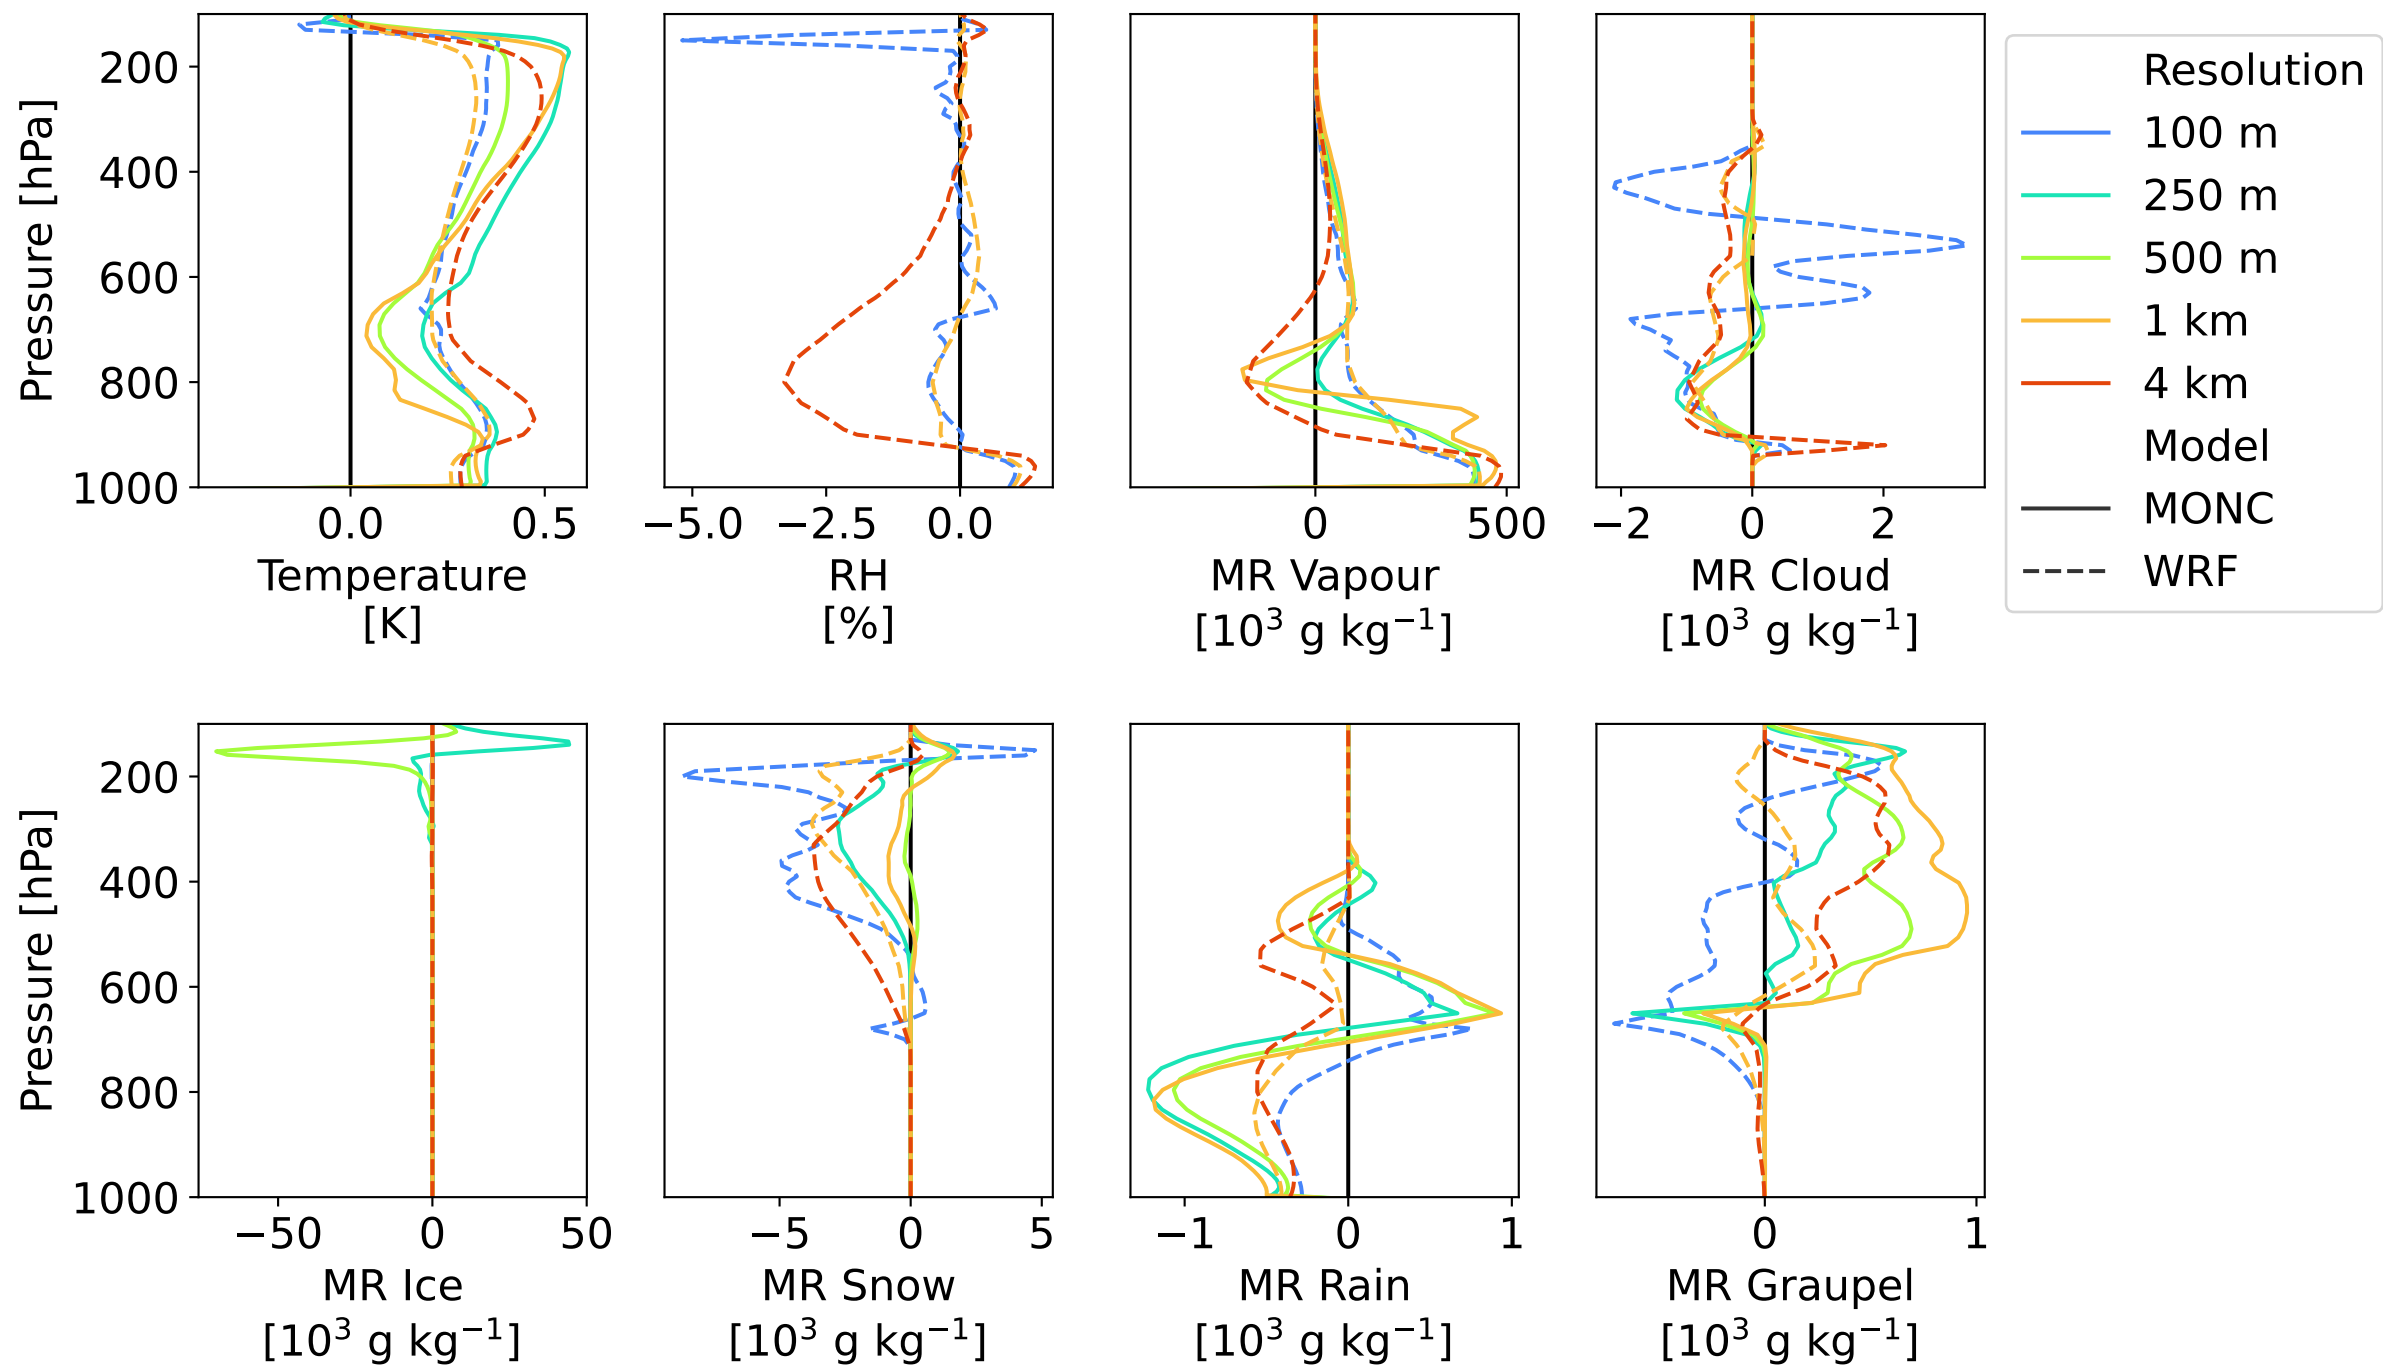 Pressure [hPa]
200
400
600
800
1000
0.0 0.5
Temperature
[K]
−5.0 −2.5 0.0
RH
[%]
0 500
MR Vapour
[10³ g kg⁻¹]
−2 0 2
MR Cloud
[10³ g kg⁻¹]
Resolution
100 m
250 m
500 m
1 km
4 km
Model
MONC
WRF
Pressure [hPa]
200
400
600
800
1000
−50 0 50
MR Ice
[10³ g kg⁻¹]
−5 0 5
MR Snow
[10³ g kg⁻¹]
−1 0 1
MR Rain
[10³ g kg⁻¹]
0 1
MR Graupel
[10³ g kg⁻¹]